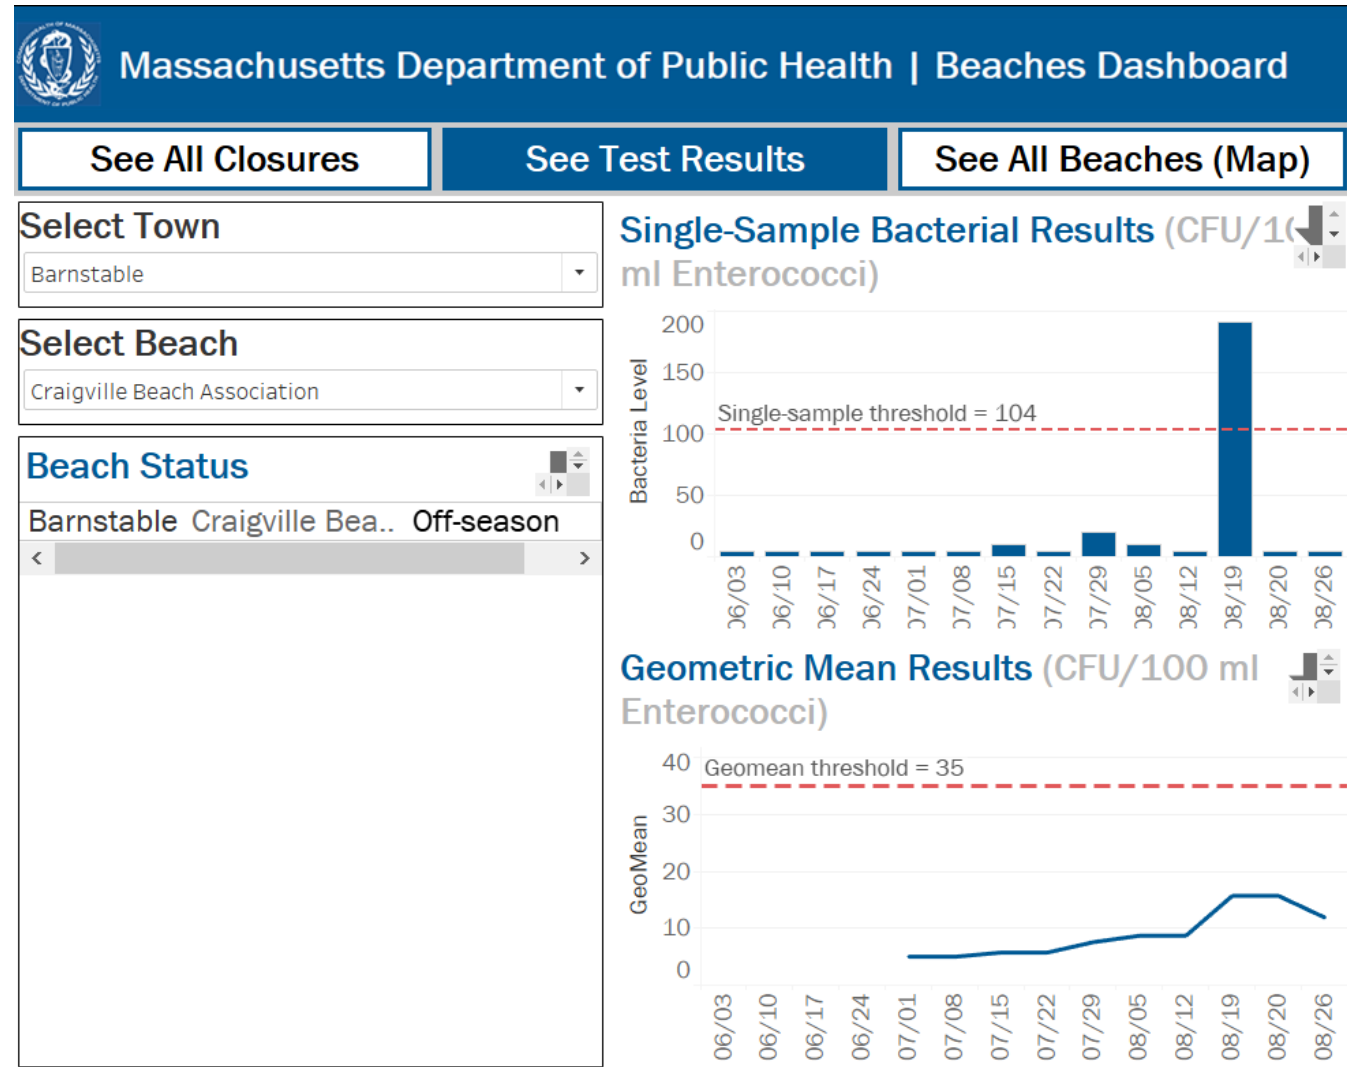 Massachusetts Department of Public Health | Beaches Dashboard
See All Closures
See Test Results
See All Beaches (Map)
Select Town
Barnstable
Select Beach
Craigville Beach Association
Beach Status
Barnstable Craigville Bea.. Off-season
Single-Sample Bacterial Results (CFU/10
ml Enterococci)
200
150
100
50
0
Bacteria Level
Single-sample threshold = 104
06/03
06/10
06/17
06/24
07/01
07/08
07/15
07/22
07/29
08/05
08/12
08/19
08/20
08/26
Geometric Mean Results (CFU/100 ml
Enterococci)
40
30
20
10
0
GeoMean
Geomean threshold = 35
06/03
06/10
06/17
06/24
07/01
07/08
07/15
07/22
07/29
08/05
08/12
08/19
08/20
08/26